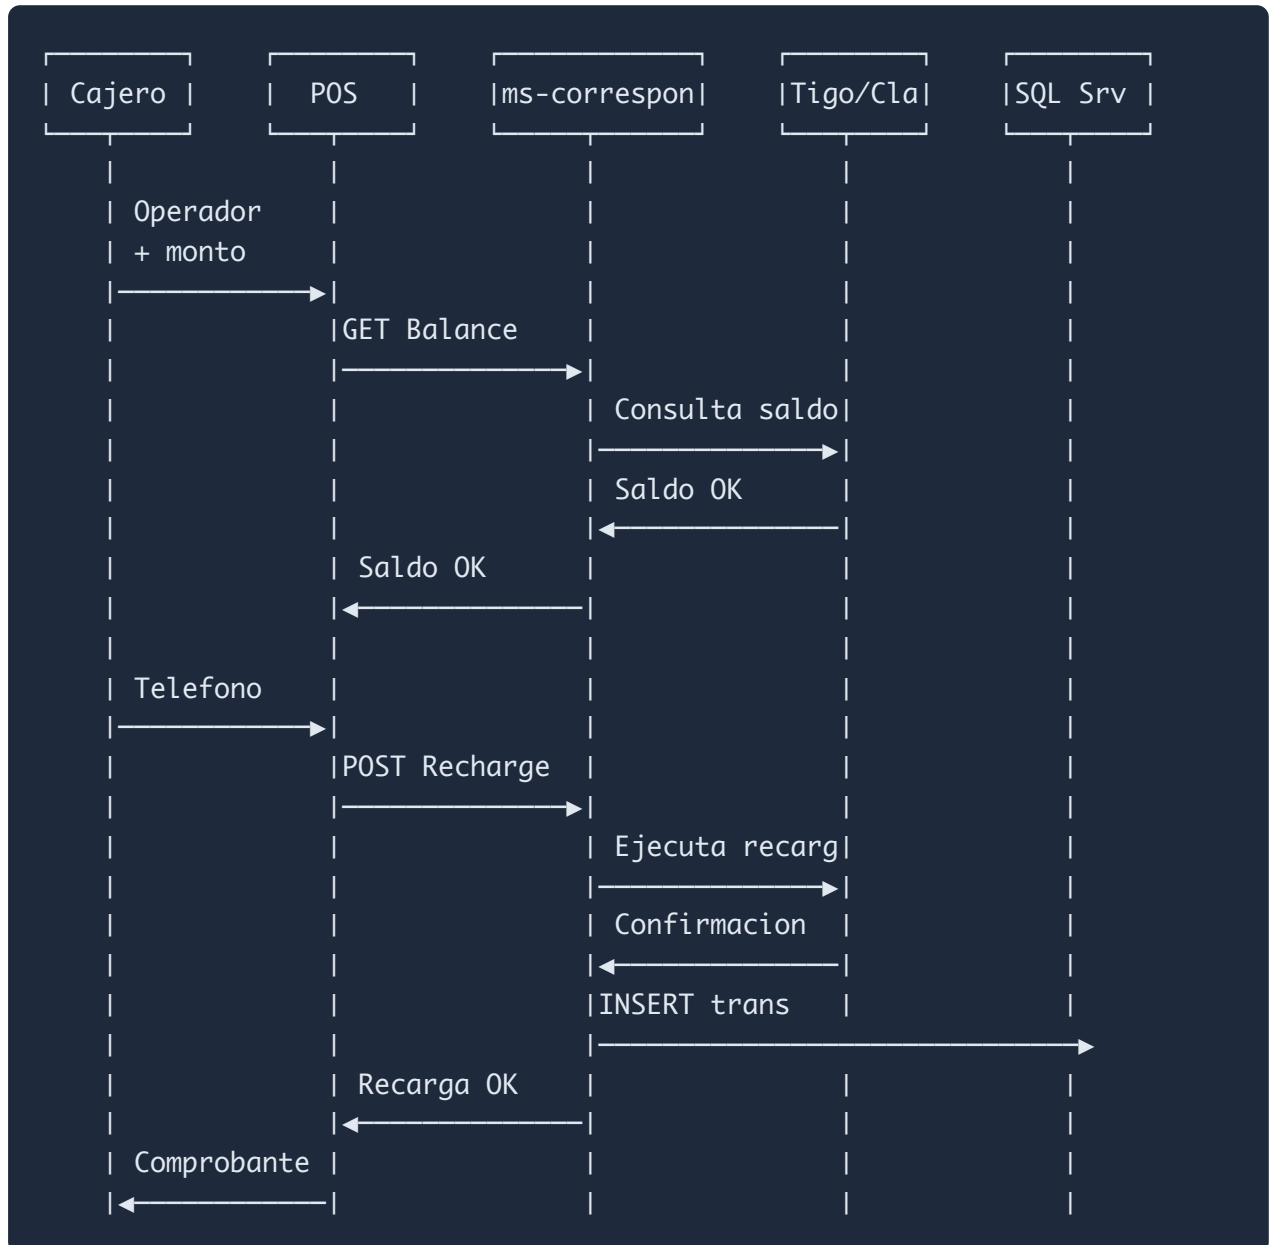 Cajero POS ms-correspon Tigo/Cla SQL Srv
Operador
+ monto
GET Balance
Consulta saldo
Saldo OK
Saldo OK
Telefono
POST Recharge
Ejecuta recarg
Confirmacion
INSERT trans
Recarga OK
Comprobante